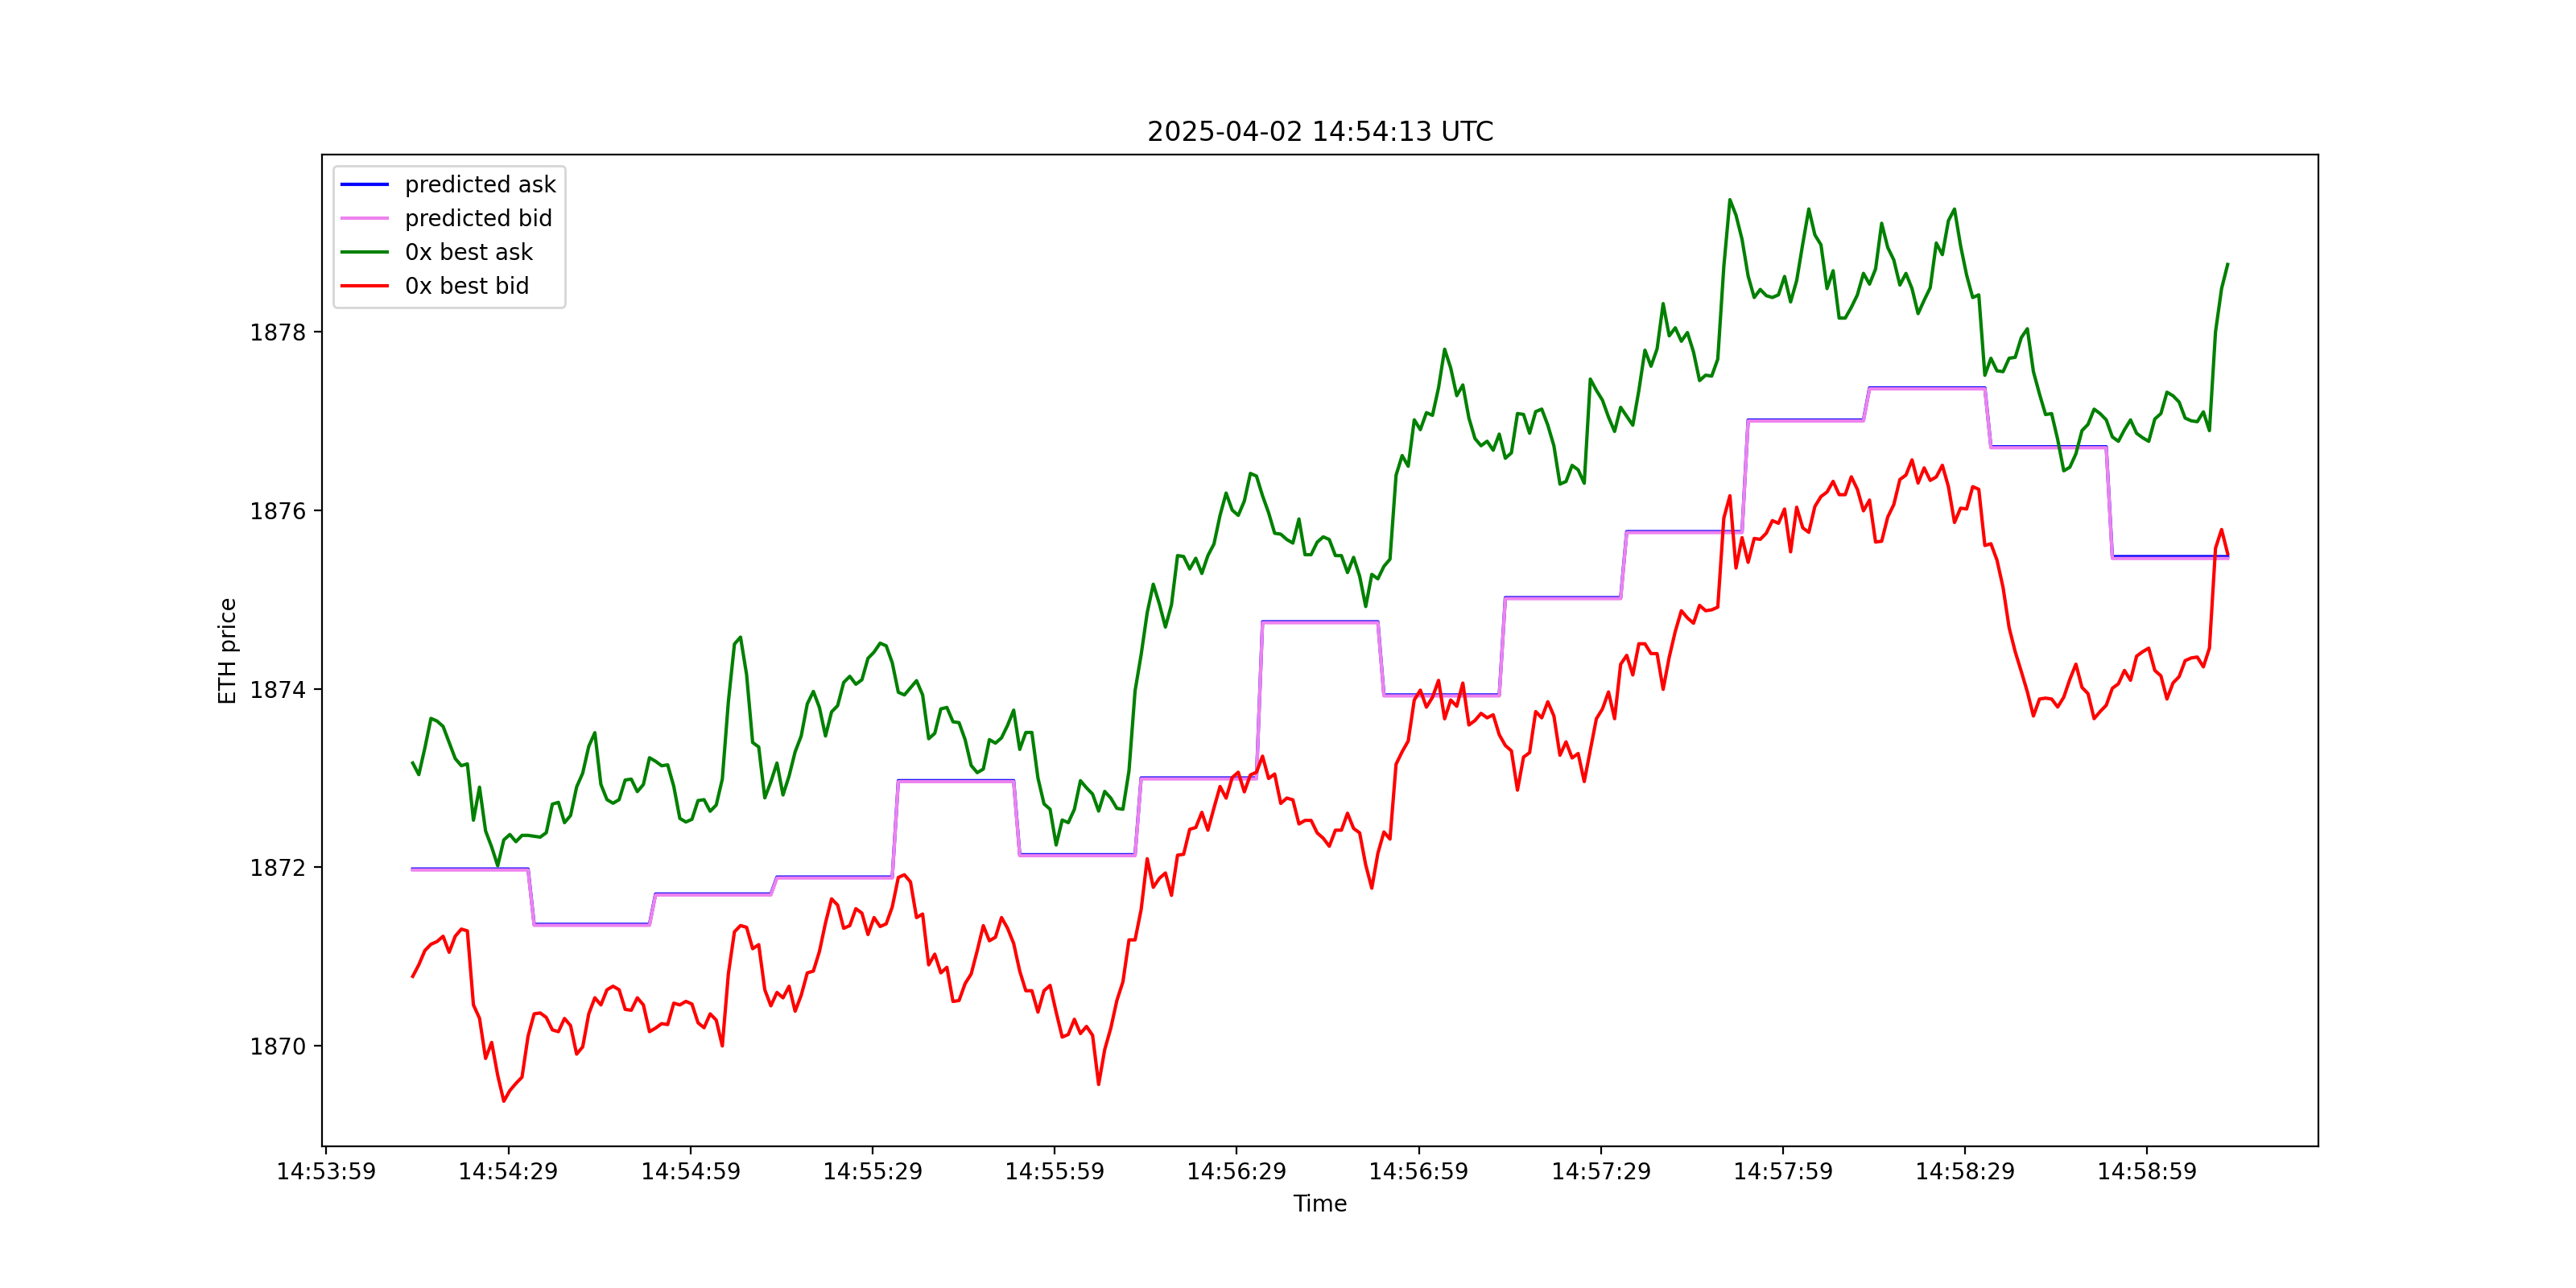 2025-04-02 14:54:13 UTC
predicted ask
predicted bid
0x best ask
0x best bid
ETH price
1878
1876
1874
1872
1870
14:53:59 14:54:29 14:54:59 14:55:29 14:55:59 14:56:29 14:56:59 14:57:29 14:57:59 14:58:29 14:58:59
Time